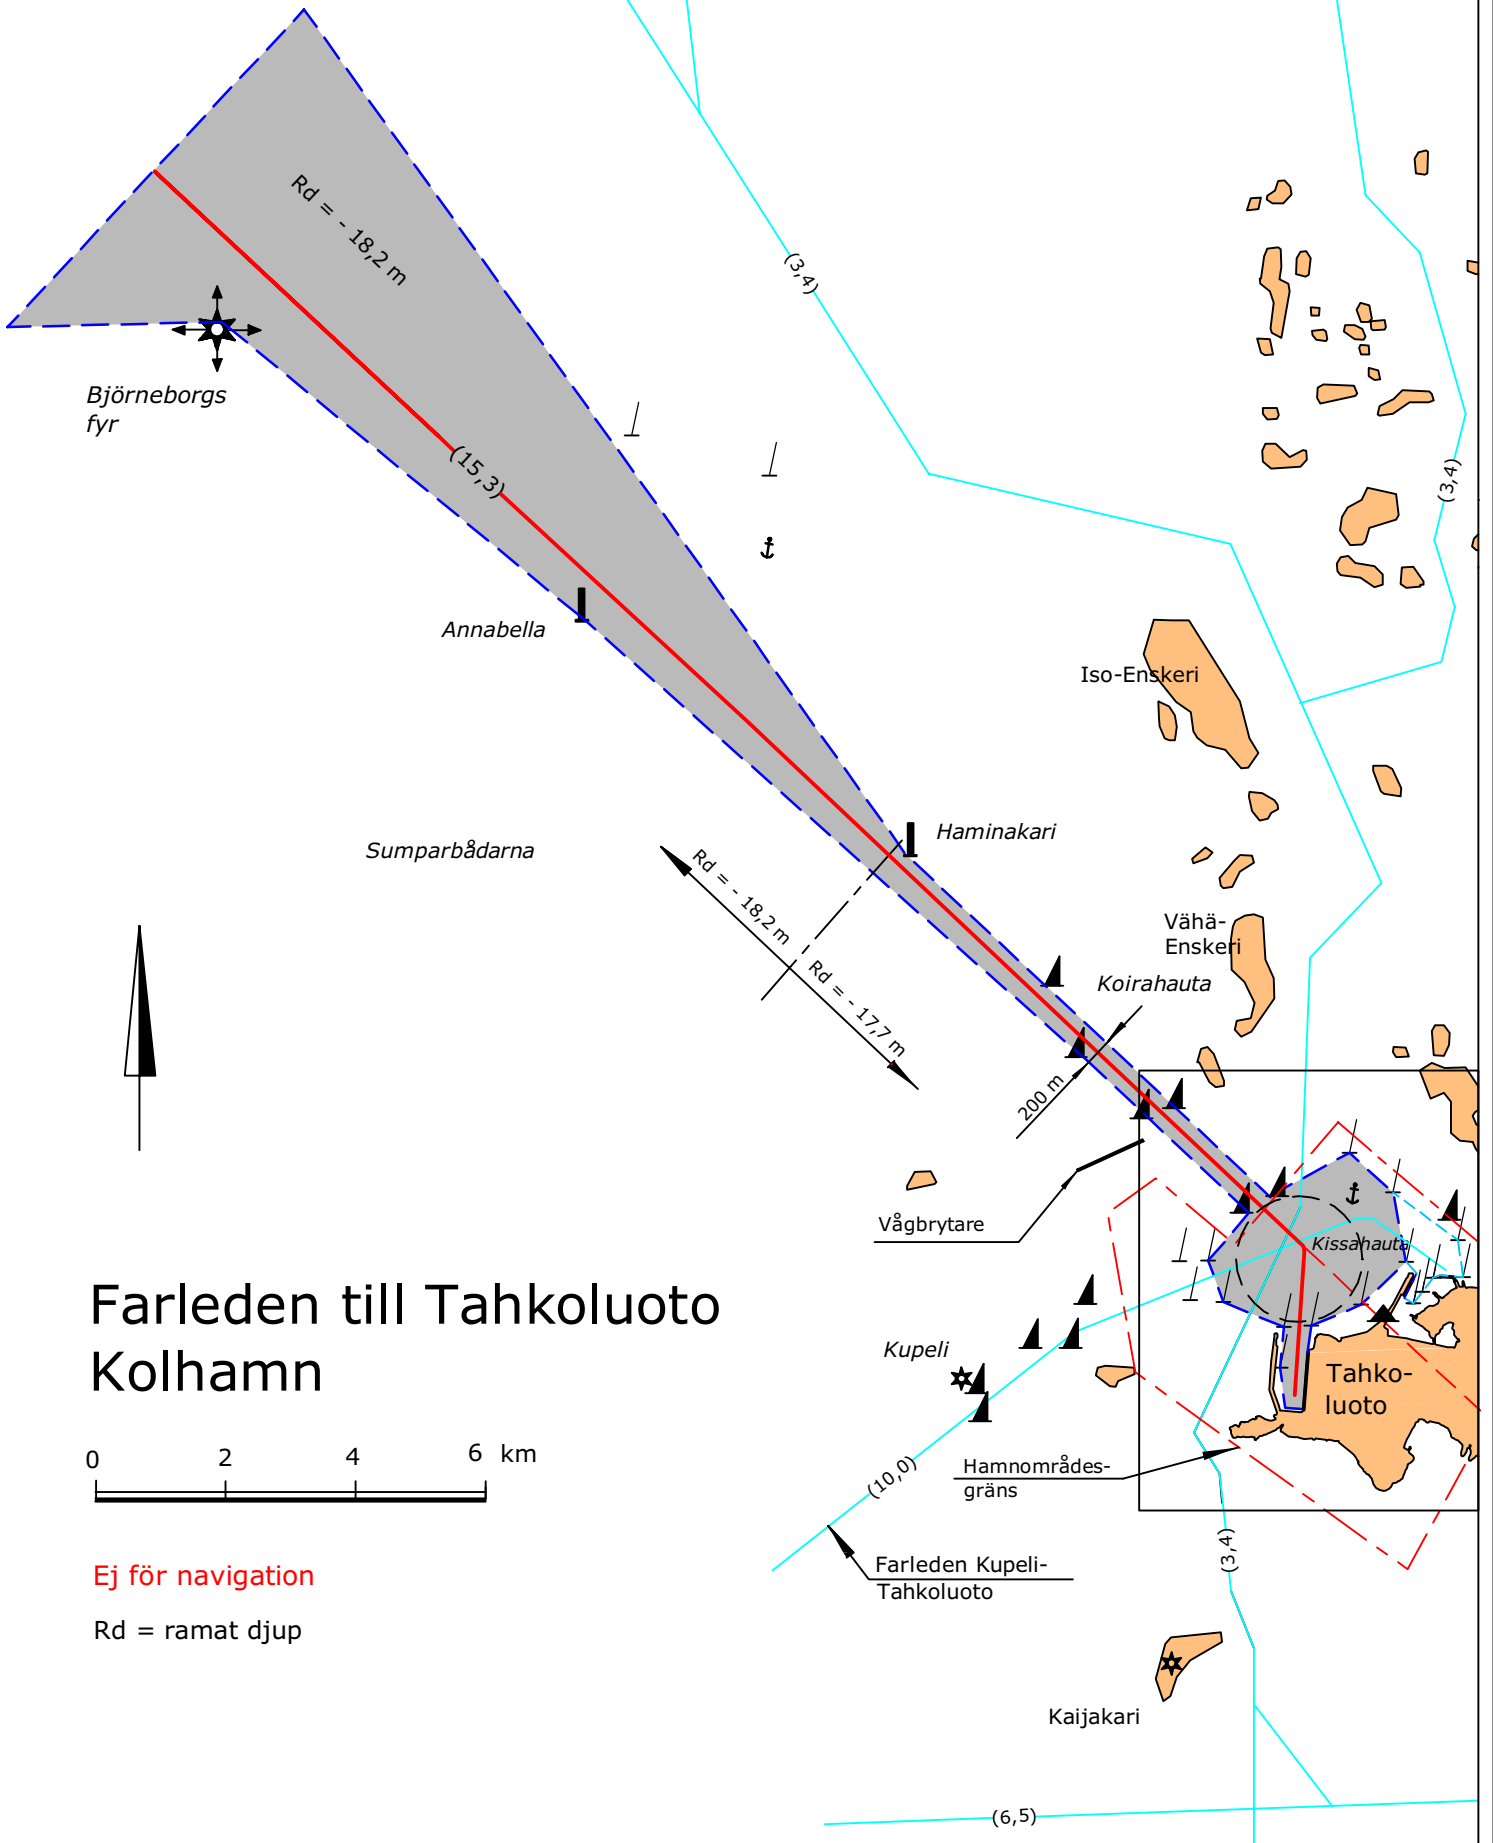 Rd = - 18,2 m
(3,4)
Björneborgs
fyr
(15,3)
(3,4)
Annabella
Iso-Enskeri
Haminakari
Sumparbådarna
Rd = - 18,2 m
Rd = - 17,7 m
Vähä-
Enskeri
Koirahauta
200 m
Vågbrytare
Kissahauta
Farleden till Tahkoluoto
Kolhamn
Kupeli
Tahko-
luoto
0 2 4 6 km
Hamnområdes-
gräns
(10,0)
(3,4)
Ej för navigation
Farleden Kupeli-
Tahkoluoto
Rd = ramat djup
Kaijakari
(6,5)